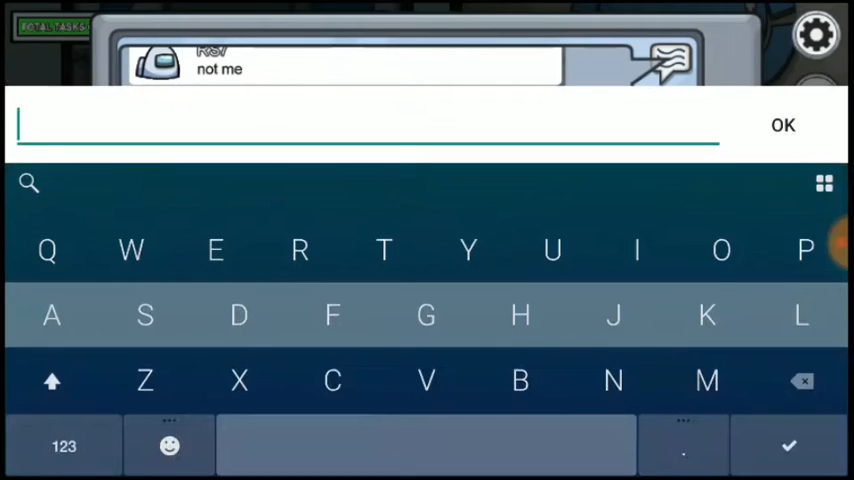 TOTAL TASKS
not me
OK
Q W E R T Y U I O P
A S D F G H J K L
Z X C V B N M
123 .